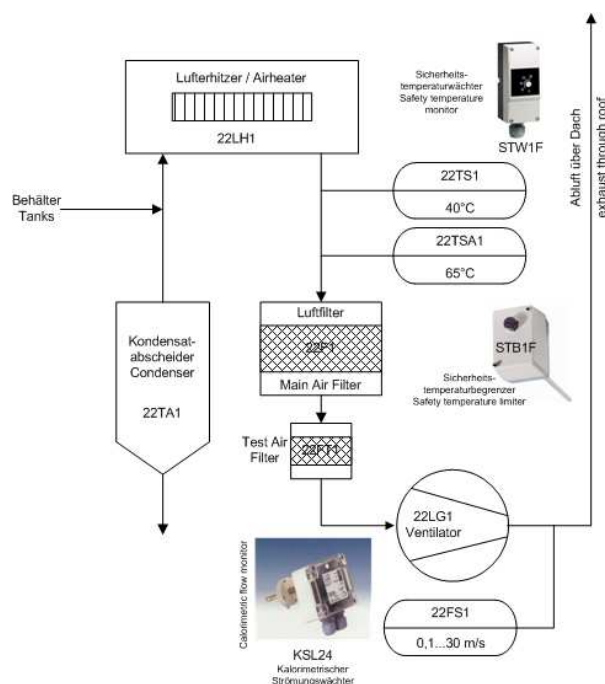 Lufterhitzer / Airheater
22LH1
Sicherheits-
temperaturwächter
Safety temperature
monitor
STW1F
Abluft über Dach
exhaust through roof
22TS1
40°C
Behälter
Tanks
22TSA1
65°C
Luftfilter
22F1
Main Air Filter
Kondensat-
abscheider
Condenser
22TA1
STB1F
Sicherheits-
temperaturbegrenzer
Safety temperature limiter
Test Air
Filter
22FT1
22LG1
Ventilator
Calorimetric flow monitor
KSL24
Kalorimetrischer
Strömungswächter
22FS1
0,1...30 m/s